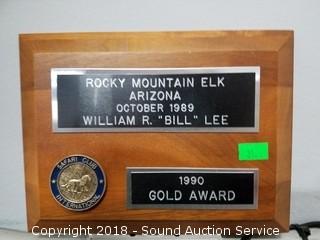 ROCKY MOUNTAIN ELK
ARIZONA
OCTOBER 1989
WILLIAM R. "BILL" LEE
SAFARI CLUB
INTERNATIONAL
1990
GOLD AWARD
Copyright 2018 - Sound Auction Service